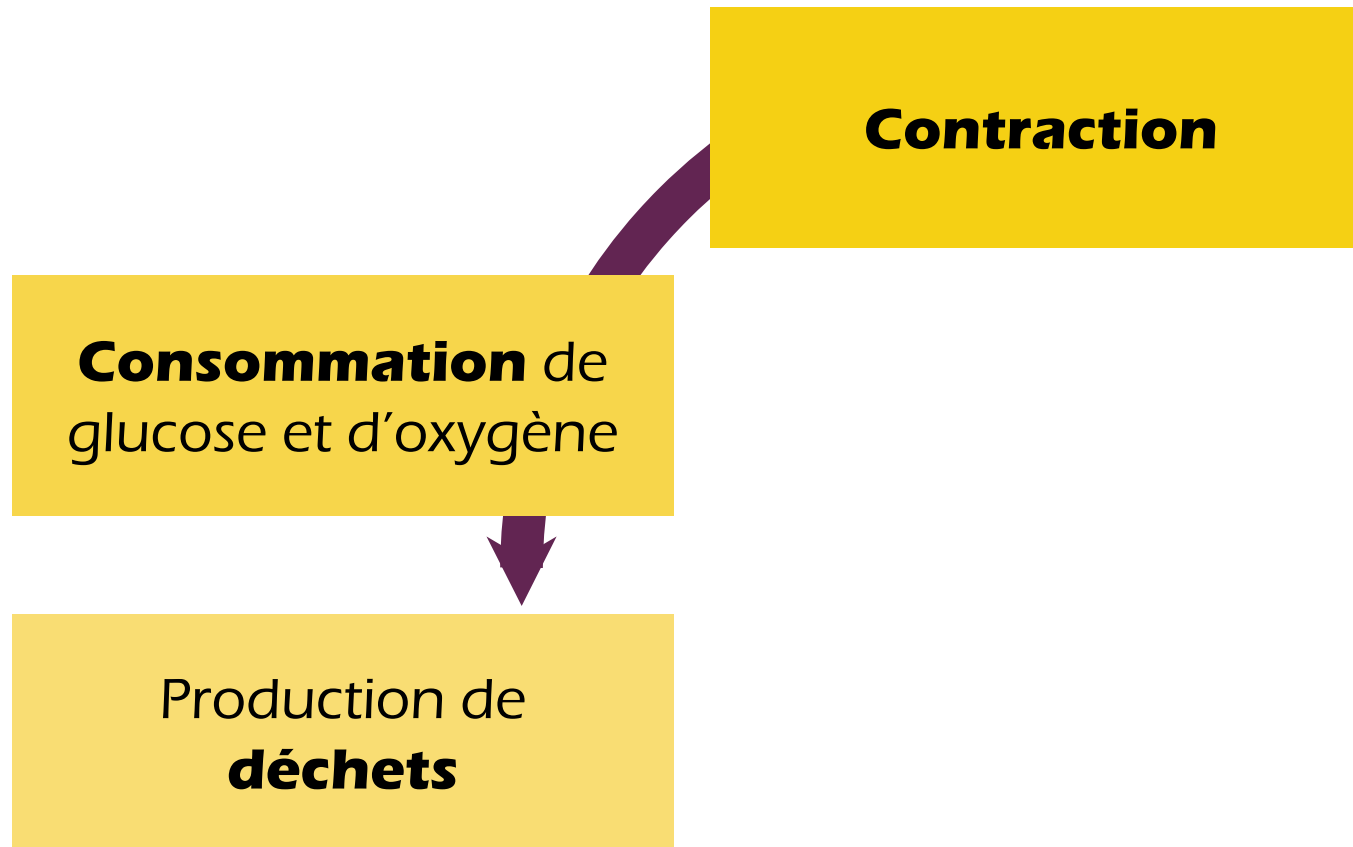 Contraction
Consommation de
glucose et d’oxygène
Production de
déchets